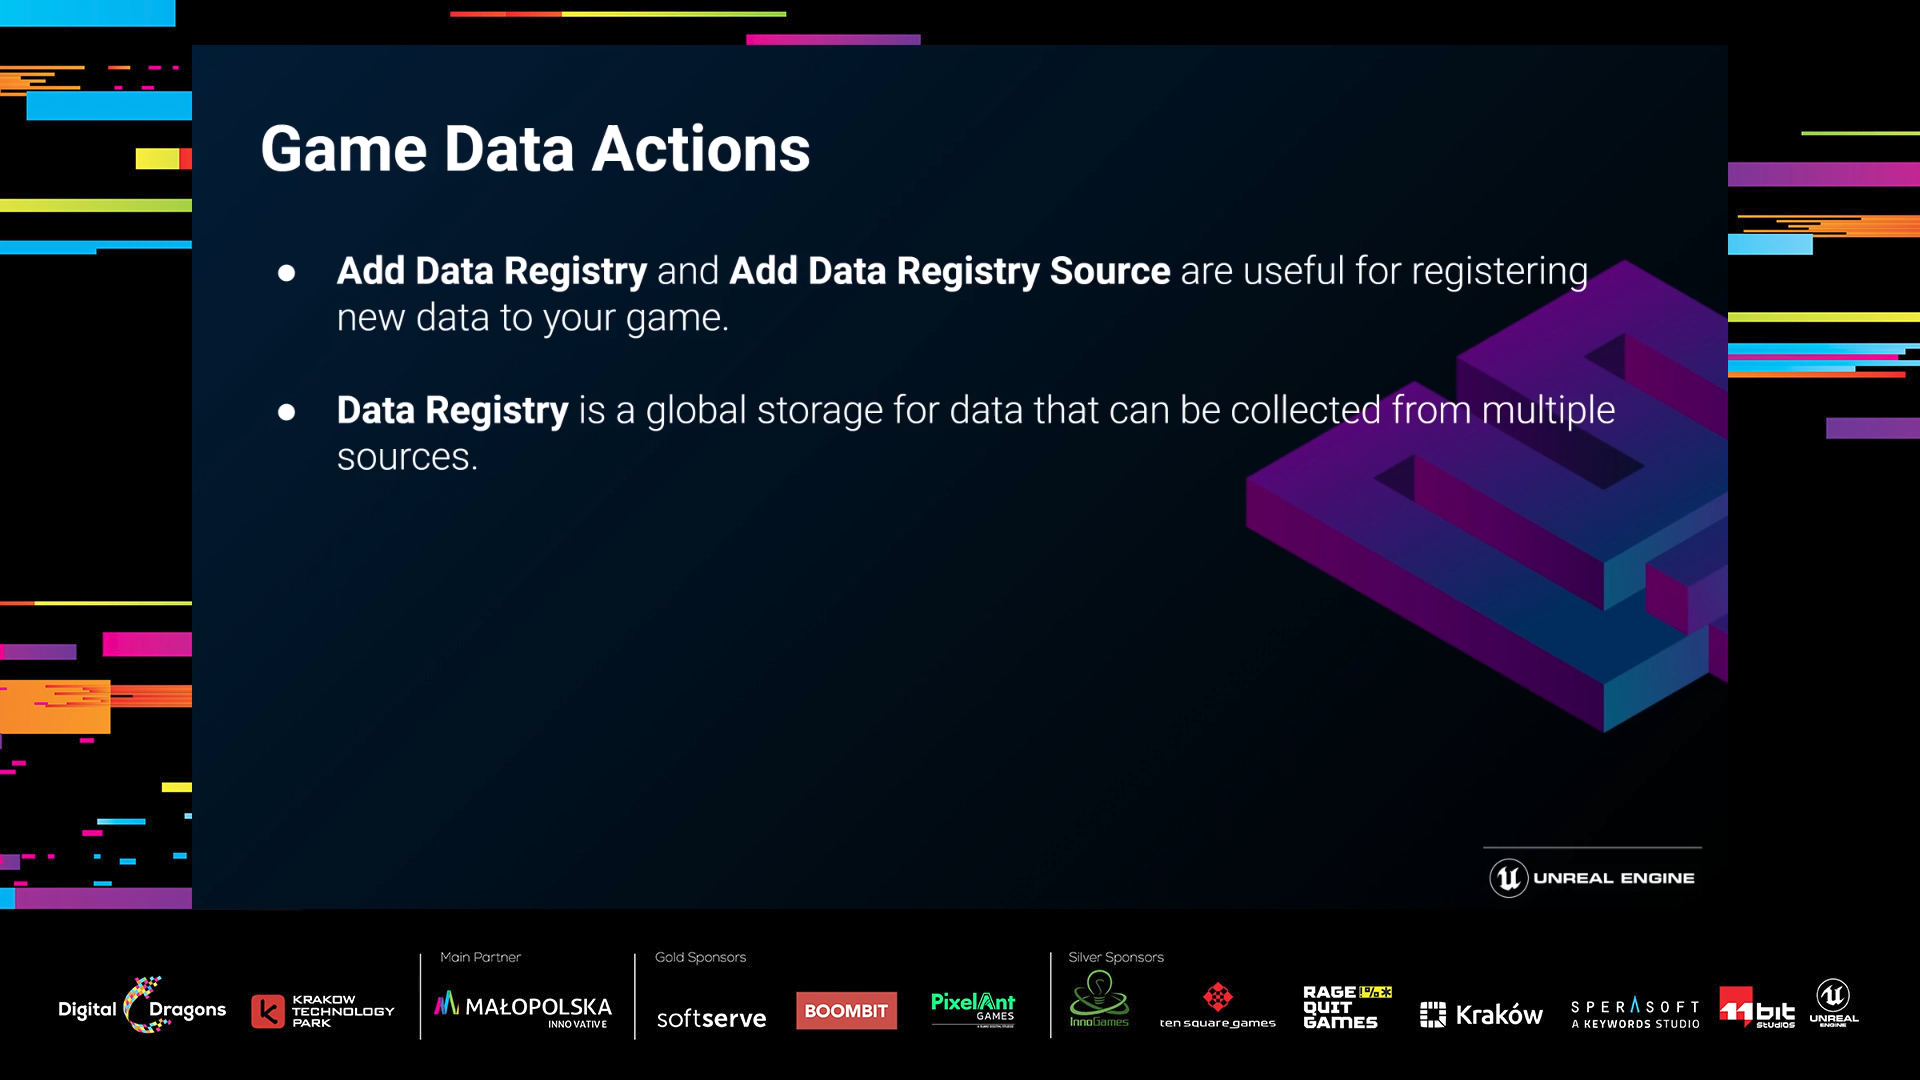 Game Data Actions
● Add Data Registry and Add Data Registry Source are useful for registering
new data to your game.
● Data Registry is a global storage for data that can be collected from multiple
sources.
UNREAL ENGINE
Main Partner
Gold Sponsors
Silver Sponsors
Digital Dragons
KRAKOW
TECHNOLOGY
PARK
MAŁOPOLSKA
INNOVATIVE
softserve
BOOMBIT
PixelAnt
GAMES
InnoGames
ten square games
RAGE !%*
QUIT
GAMES
Kraków
SPERASOFT
A KEYWORDS STUDIO
11bit
studios
UNREAL
ENGINE